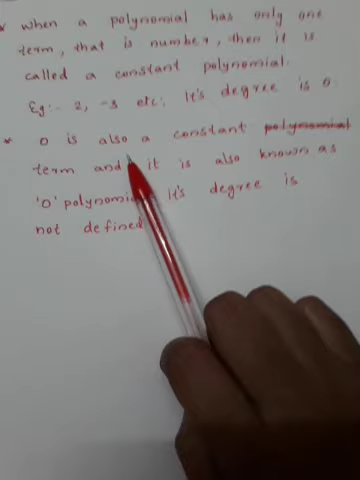 * When a polynomial has only one
term, that is number, then it is
called a constant polynomial.
Eg:- 2, -3 etc; It's degree is 0.
* 0 is also a constant polynomial
term and it is also known as
'0' polynomial It's degree is
not defined